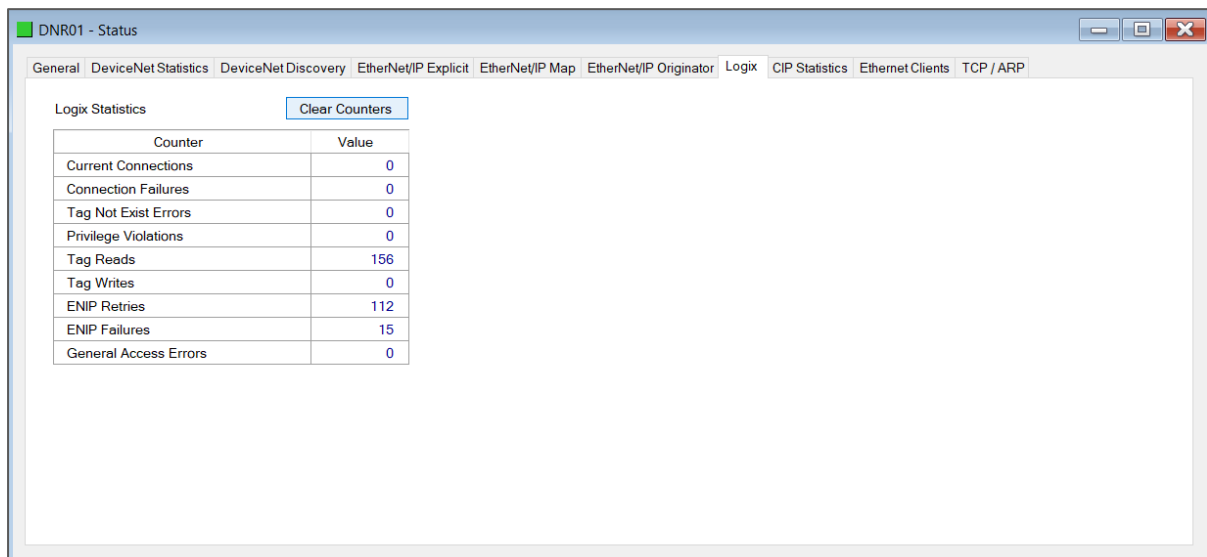 DNR01 - Status
General DeviceNet Statistics DeviceNet Discovery EtherNet/IP Explicit EtherNet/IP Map EtherNet/IP Originator Logix CIP Statistics Ethernet Clients TCP / ARP
Logix Statistics Clear Counters
Counter Value
Current Connections 0
Connection Failures 0
Tag Not Exist Errors 0
Privilege Violations 0
Tag Reads 156
Tag Writes 0
ENIP Retries 112
ENIP Failures 15
General Access Errors 0